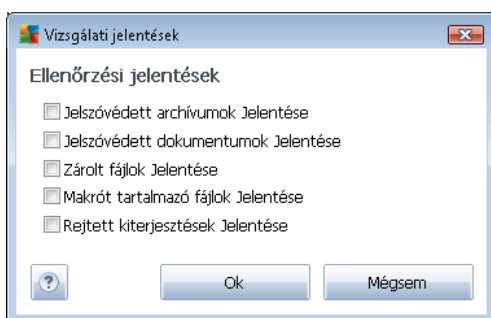 Vizsgálati jelentések
Ellenőrzési jelentések
Jelszóvédett archívumok Jelentése
Jelszóvédett dokumentumok Jelentése
Zárolt fájlok Jelentése
Makrót tartalmazó fájlok Jelentése
Rejtett kiterjesztések Jelentése
? Ok Mégsem